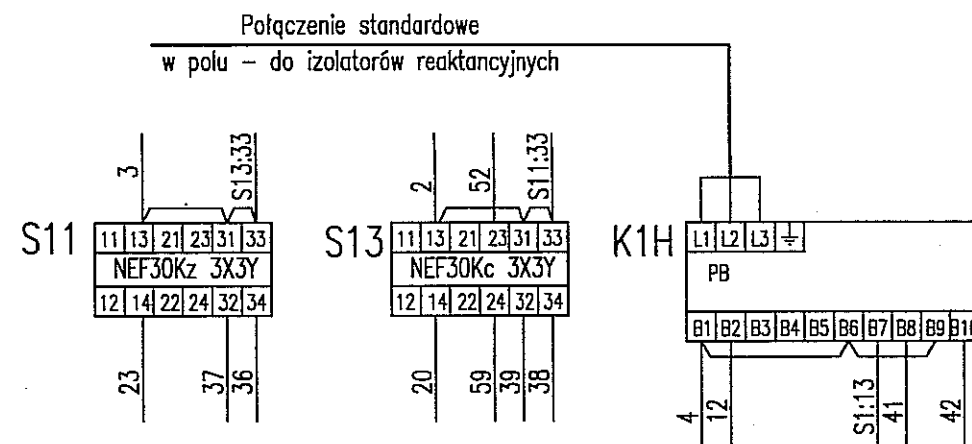 Połączenie standardowe
w polu – do izolatorów reaktancyjnych
3
S13:33
2
52
S11:33
S11
11 13 21 23 31 33
NEF30Kz 3X3Y
12 14 22 24 32 34
S13
11 13 21 23 31 33
NEF30Kc 3X3Y
12 14 22 24 32 34
K1H
L1 L2 L3
PB
B1 B2 B3 B4 B5 B6 B7 B8 B9 B10
23
37
36
20
59
39
38
4
12
S1:13
41
42